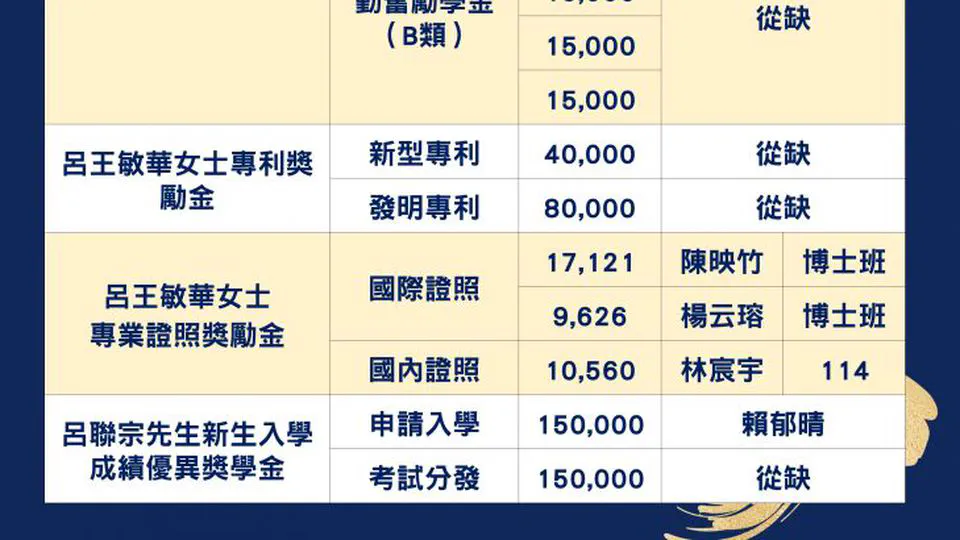 勤奮勵學金
(B類)
15,000
從缺
15,000
呂王敏華女士專利獎
勵金
新型專利
40,000
從缺
發明專利
80,000
從缺
呂王敏華女士
專業證照獎勵金
國際證照
17,121
陳映竹
博士班
9,626
楊云瑢
博士班
國內證照
10,560
林宸宇
114
呂聯宗先生新生入學
成績優異獎學金
申請入學
150,000
賴郁晴
考試分發
150,000
從缺